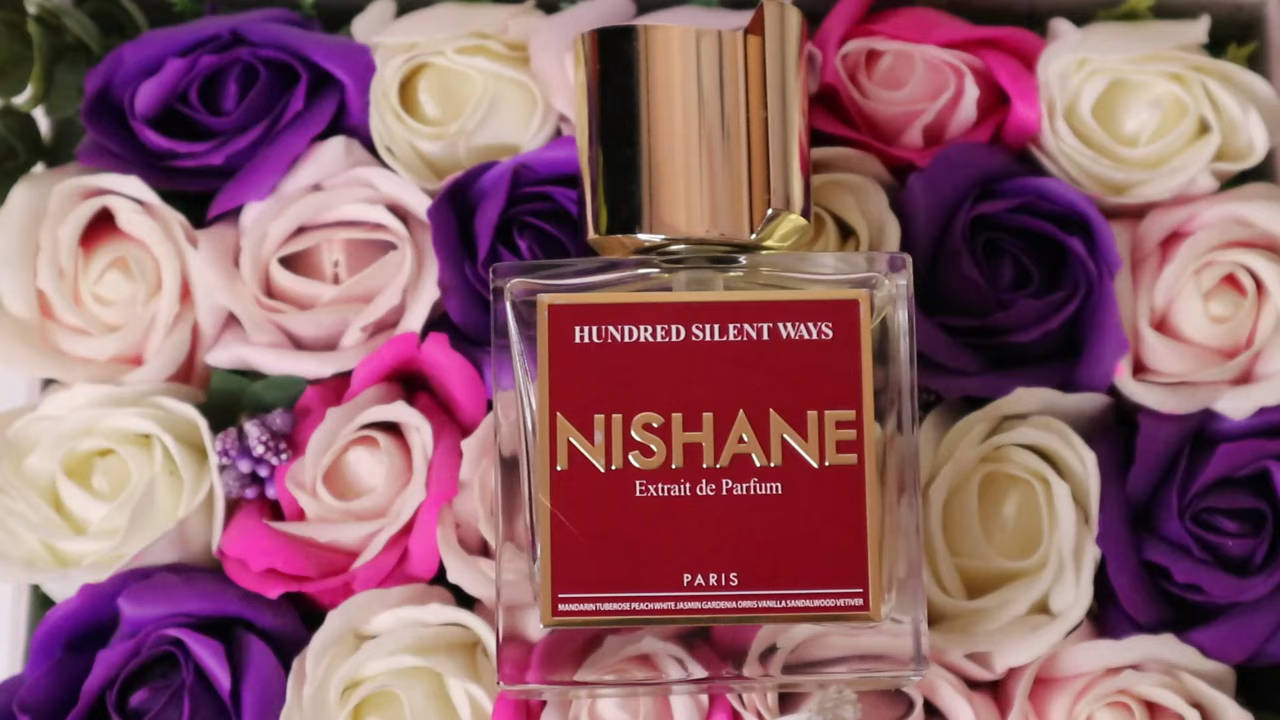 HUNDRED SILENT WAYS
NISHANE
Extrait de Parfum
PARIS
MANDARIN TUBEROSE PEACH WHITE JASMIN GARDENIA ORRIS VANILLA SANDALWOOD VETIVER